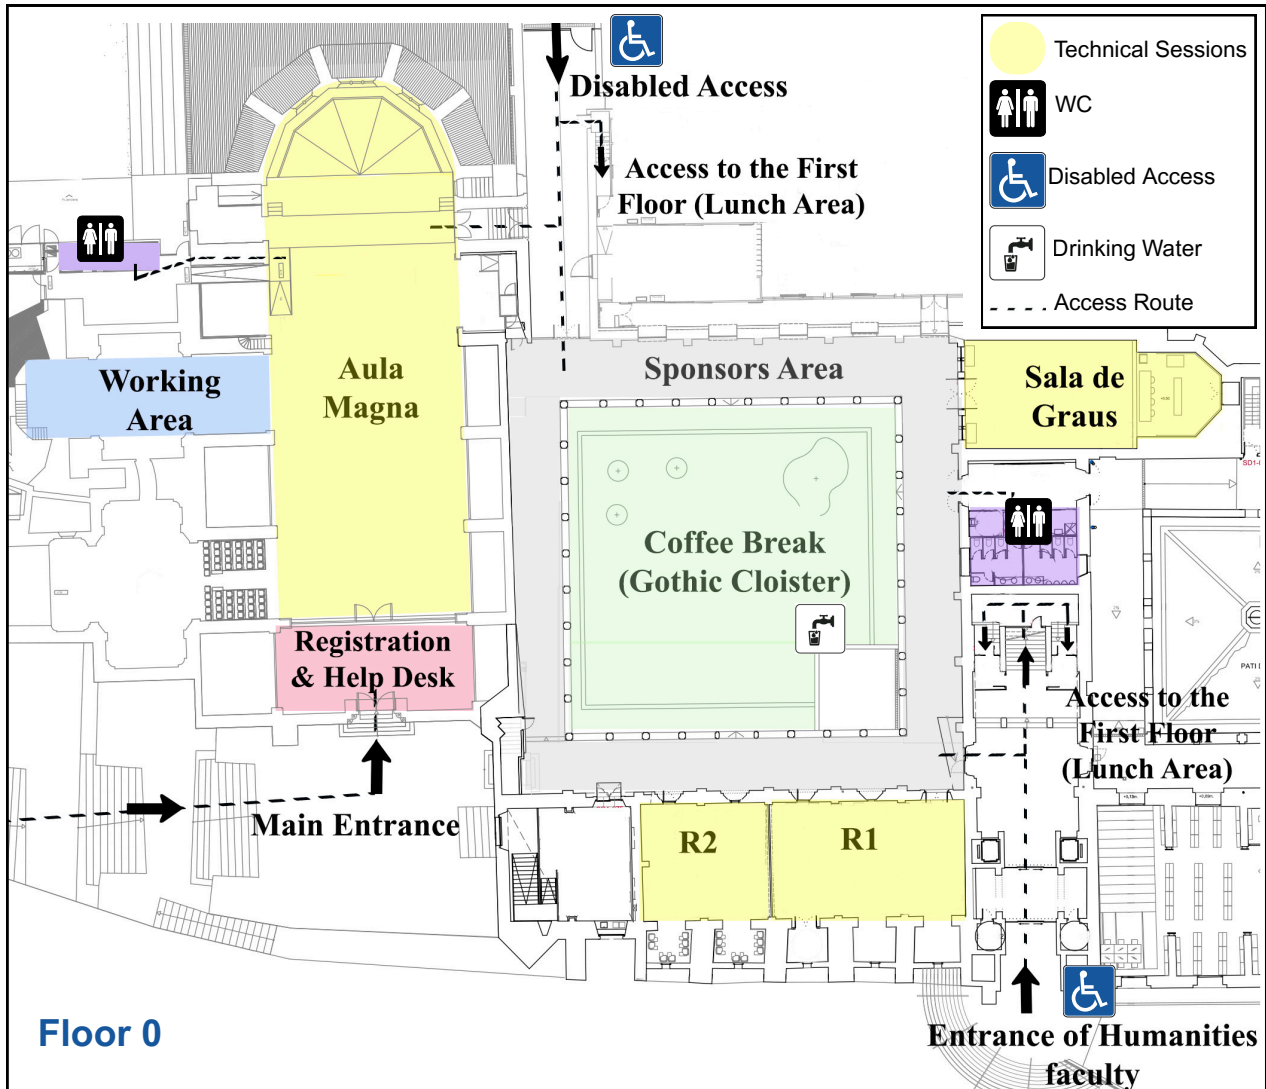 Technical Sessions
WC
Disabled Access
Drinking Water
Access Route
Disabled Access
Access to the First
Floor (Lunch Area)
Working
Area
Aula
Magna
Sponsors Area
Sala de
Graus
Coffee Break
(Gothic Cloister)
Registration
& Help Desk
Access to the
First Floor
(Lunch Area)
Main Entrance
R2
R1
PATI
Floor 0
Entrance of Humanities
faculty